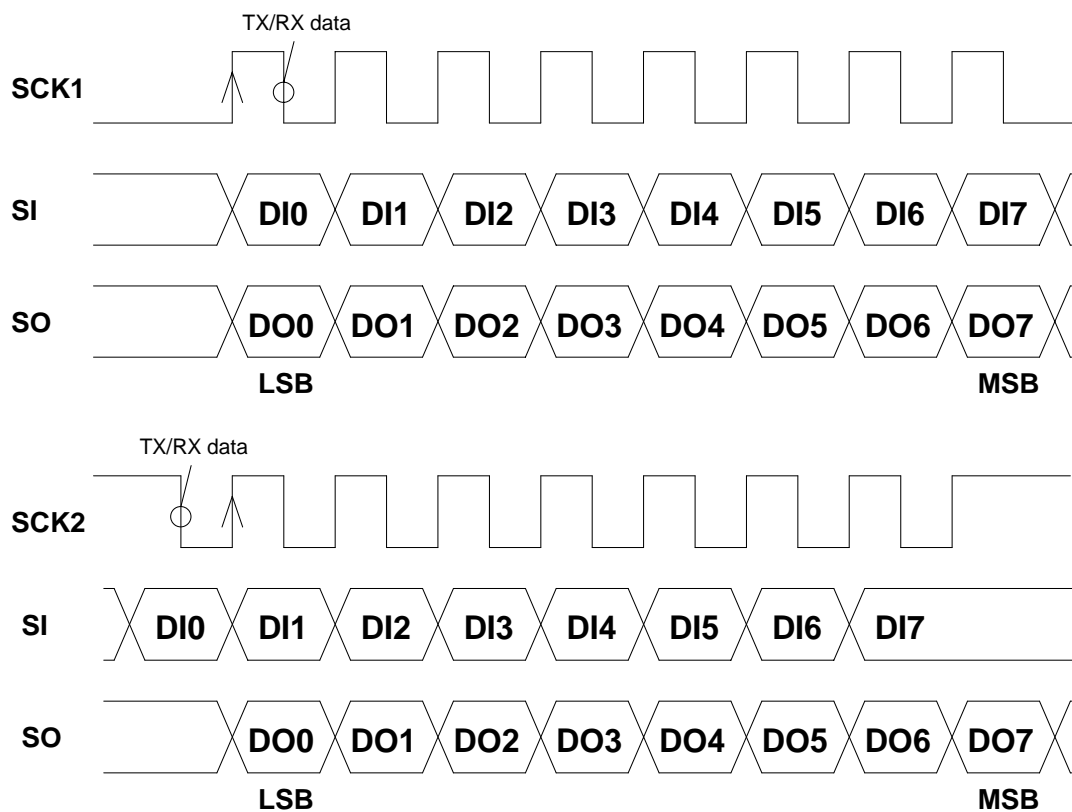 TX/RX data
SCK1
SI DI0 DI1 DI2 DI3 DI4 DI5 DI6 DI7
SO DO0 DO1 DO2 DO3 DO4 DO5 DO6 DO7
LSB MSB
TX/RX data
SCK2
SI DI0 DI1 DI2 DI3 DI4 DI5 DI6 DI7
SO DO0 DO1 DO2 DO3 DO4 DO5 DO6 DO7
LSB MSB